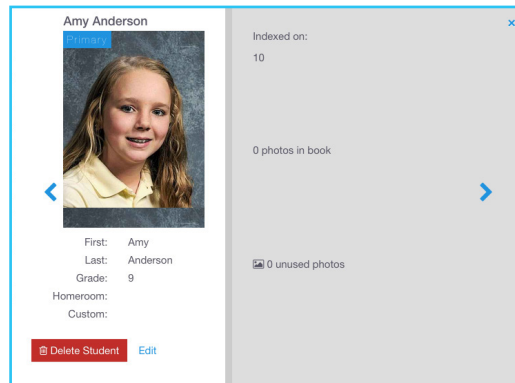 Amy Anderson
Primary
First: Amy
Last: Anderson
Grade: 9
Homeroom:
Custom:
Delete Student Edit
Indexed on:
10
0 photos in book
0 unused photos